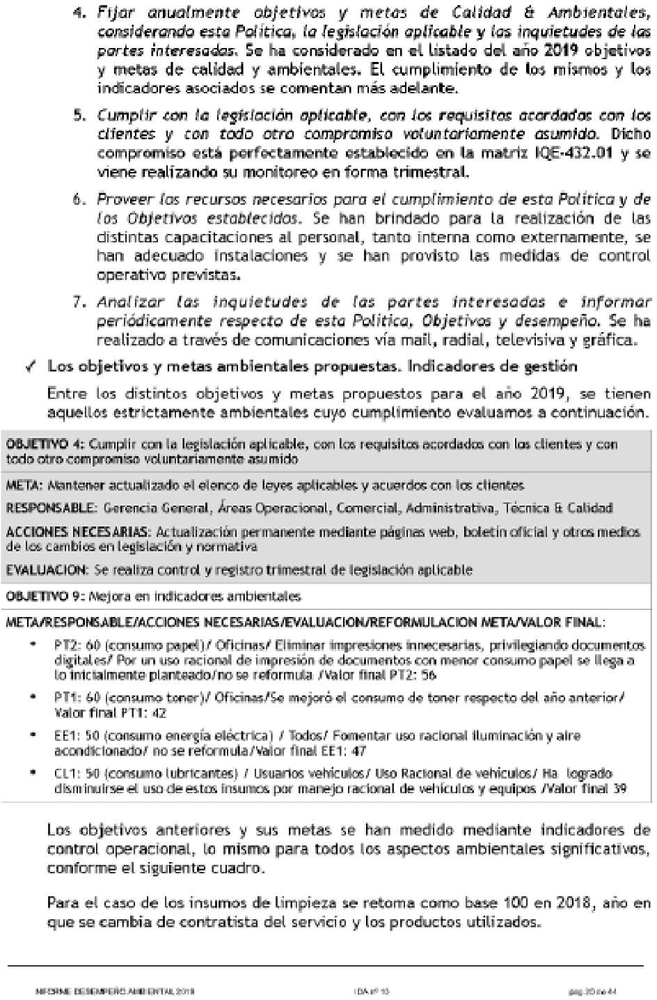 4. Fijar anualmente objetivos y metas de Calidad & Ambientales,
considerando esta Política, la legislación aplicable y las inquietudes de las
partes interesadas. Se ha considerado en el listado del año 2019 objetivos
y metas de calidad y ambientales. El cumplimiento de los mismos y los
indicadores asociados se comentan más adelante.
5. Cumplir con la legislación aplicable, con los requisitos acordados con los
clientes y con todo otro compromiso voluntariamente asumido. Dicho
compromiso está perfectamente establecido en la matriz IQE-432.01 y se
viene realizando su monitoreo en forma trimestral.
6. Proveer los recursos necesarios para el cumplimiento de esta Política y de
los Objetivos establecidos. Se han brindado para la realización de las
distintas capacitaciones al personal, tanto interna como externamente, se
han adecuado instalaciones y se han provisto las medidas de control
operativo previstas.
7. Analizar las inquietudes de las partes interesadas e informar
periódicamente respecto de esta Política, Objetivos y desempeño. Se ha
realizado a través de comunicaciones vía mail, radial, televisiva y gráfica.
✓ Los objetivos y metas ambientales propuestas. Indicadores de gestión
Entre los distintos objetivos y metas propuestos para el año 2019, se tienen
aquellos estrictamente ambientales cuyo cumplimiento evaluamos a continuación.
OBJETIVO 4: Cumplir con la legislación aplicable, con los requisitos acordados con los clientes y con
todo otro compromiso voluntariamente asumido
META: Mantener actualizado el elenco de leyes aplicables y acuerdos con los clientes
RESPONSABLE: Gerencia General, Áreas Operacional, Comercial, Administrativa, Técnica & Calidad
ACCIONES NECESARIAS: Actualización permanente mediante páginas web, boletín oficial y otros medios
de los cambios en legislación y normativa
EVALUACION: Se realiza control y registro trimestral de legislación aplicable
OBJETIVO 9: Mejora en indicadores ambientales
META/RESPONSABLE/ACCIONES NECESARIAS/EVALUACION/REFORMULACION META/VALOR FINAL:
• PT2: 60 (consumo papel)/ Oficinas/ Eliminar impresiones innecesarias, privilegiando documentos
digitales/ Por un uso racional de impresión de documentos con menor consumo papel se llega a
lo inicialmente planteado/no se reformula /Valor final PT2: 56
• PT1: 60 (consumo toner)/ Oficinas/Se mejoró el consumo de toner respecto del año anterior/
Valor final PT1: 42
• EE1: 50 (consumo energía eléctrica) / Todos/ Fomentar uso racional iluminación y aire
acondicionado/ no se reformula/Valor final EE1: 47
• CL1: 50 (consumo lubricantes) / Usuarios vehículos/ Uso Racional de vehículos/ Ha logrado
disminuirse el uso de estos insumos por manejo racional de vehículos y equipos /Valor final 39
Los objetivos anteriores y sus metas se han medido mediante indicadores de
control operacional, lo mismo para todos los aspectos ambientales significativos,
conforme el siguiente cuadro.
Para el caso de los insumos de limpieza se retoma como base 100 en 2018, año en
que se cambia de contratista del servicio y los productos utilizados.
INFORME DESEMPEÑO AMBIENTAL 2019
IDA nº
pag. de 44